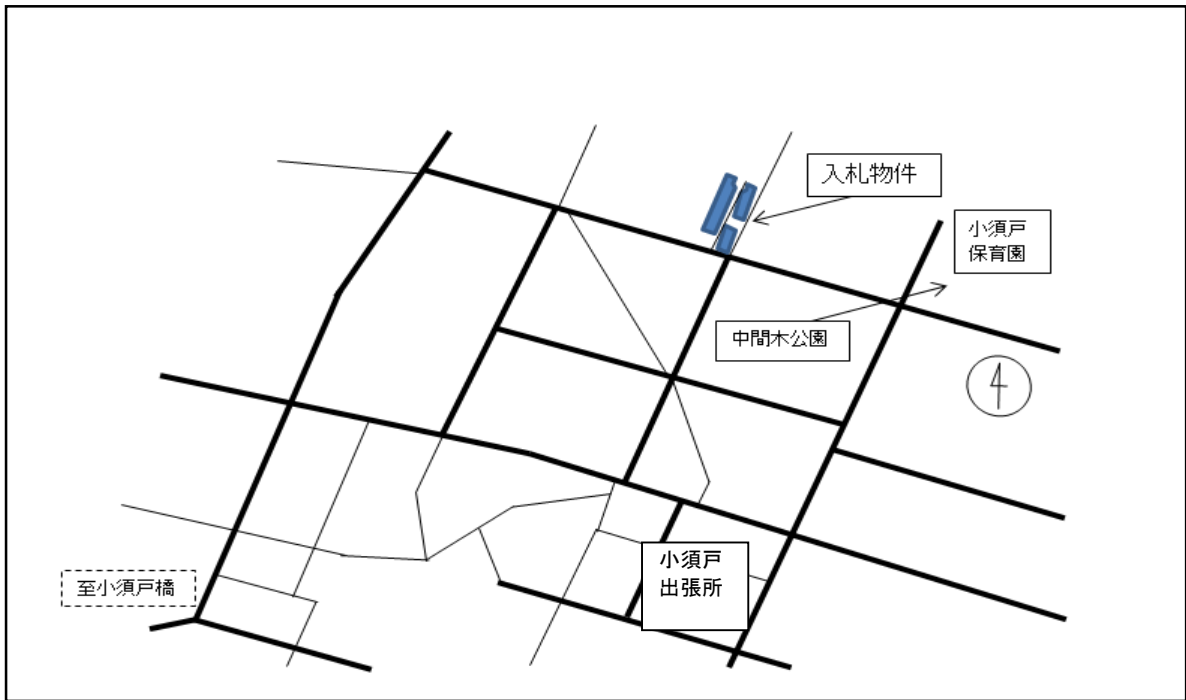 入札物件
小須戸
保育園
中間木公園
小須戸
出張所
至小須戸橋